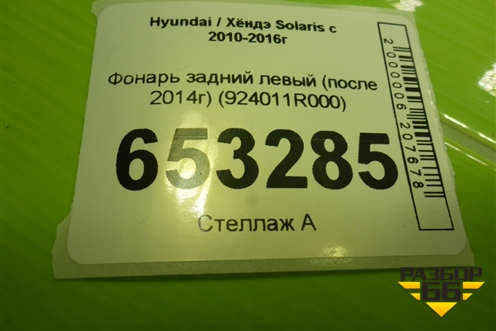 Hyundai / Хёндэ Solaris с
2010-2016г
Фонарь задний левый (после
2014г) (924011R000)
653285
Стеллаж А
2000006207678
РАЗБОР
66